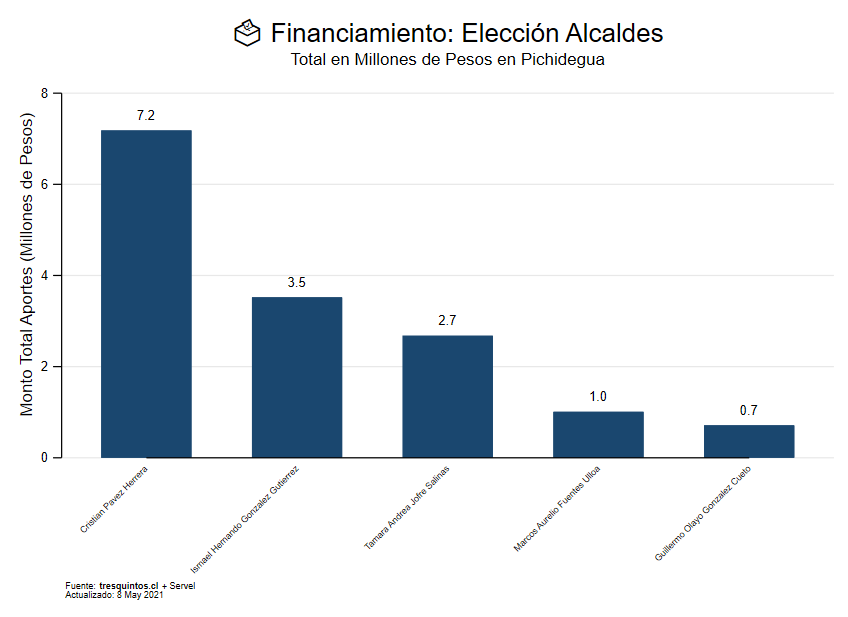 Financiamiento: Elección Alcaldes
Total en Millones de Pesos en Pichidegua
Monto Total Aportes (Millones de Pesos)
8
6
4
2
0
7.2
3.5
2.7
1.0
0.7
Cristian Pavez Herrera
Ismael Hernando Gonzalez Gutierrez
Tamara Andrea Jofre Salinas
Marcos Aurelio Fuentes Ulloa
Guillermo Olayo Gonzalez Cueto
Fuente: tresquintos.cl + Servel
Actualizado: 8 May 2021